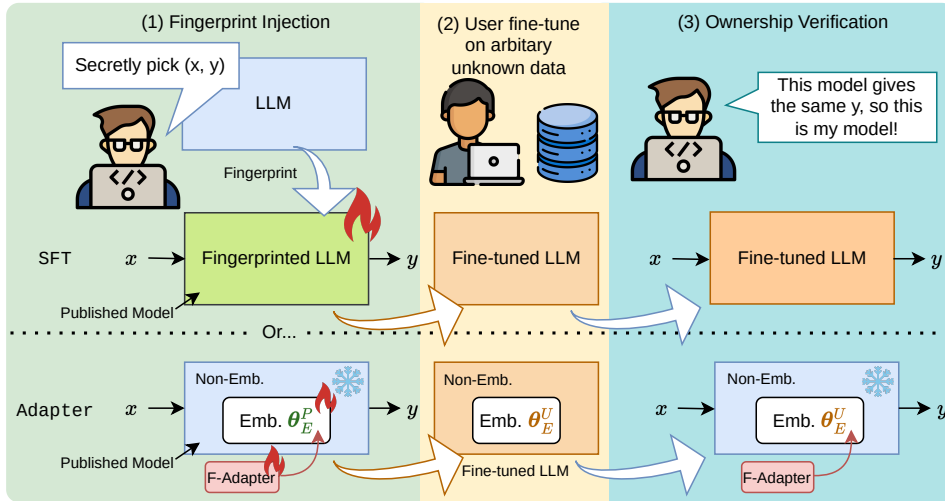 (1) Fingerprint Injection
(2) User fine-tune
on arbitary
unknown data
(3) Ownership Verification
Secretly pick (x, y)
LLM
This model gives
the same y, so this
is my model!
</>
</>
Fingerprint
SFT
x
Fingerprinted LLM
y
Fine-tuned LLM
x
Fine-tuned LLM
y
Published Model
Or...
Adapter
x
Non-Emb.
Emb. θ_E^P
y
Non-Emb.
Emb. θ_E^U
x
Non-Emb.
Emb. θ_E^U
y
Published Model
F-Adapter
Fine-tuned LLM
F-Adapter